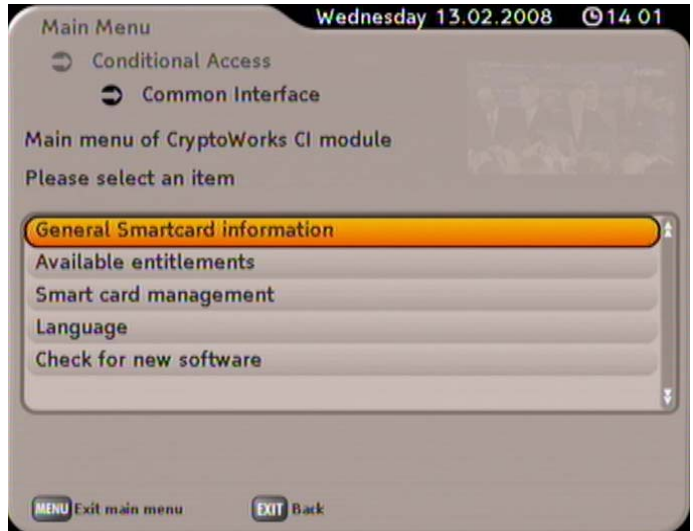 Wednesday 13.02.2008 14 01
Main Menu
Conditional Access
Common Interface
Main menu of CryptoWorks CI module
Please select an item
General Smartcard information
Available entitlements
Smart card management
Language
Check for new software
MENU Exit main menu EXIT Back